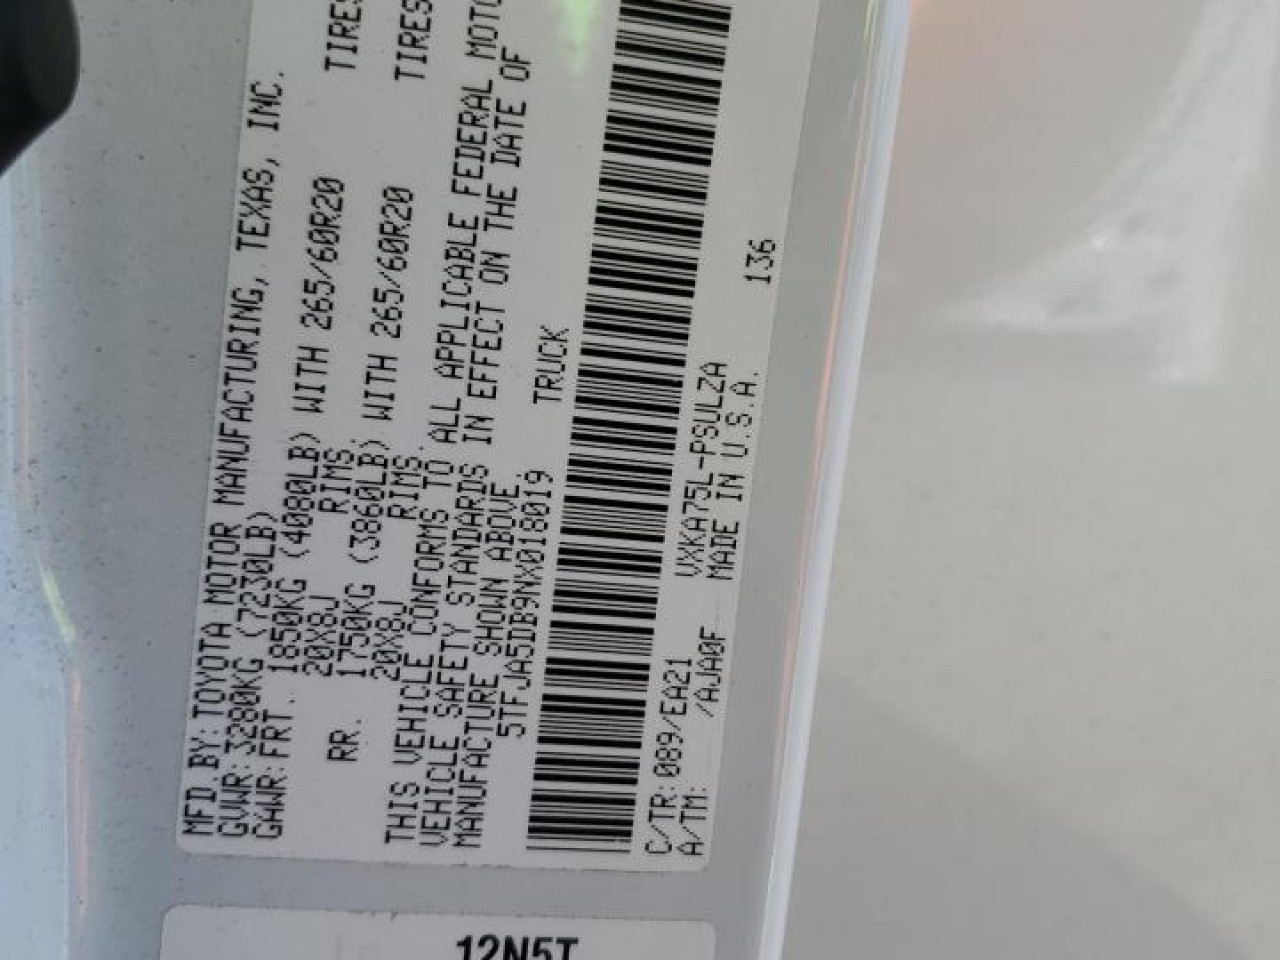 MFD.BY:TOYOTA MOTOR MANUFACTURING, TEXAS, INC.
GVWR:3280KG (7230LB)
GAWR:FRT. 1850KG (4080LB) WITH 265/60R20 TIRES
20X8J RIMS.
RR. 1750KG (3860LB) WITH 265/60R20 TIRES
20X8J RIMS.
THIS VEHICLE CONFORMS TO ALL APPLICABLE FEDERAL MOTO
VEHICLE SAFETY STANDARDS IN EFFECT ON THE DATE OF
MANUFACTURE SHOWN ABOVE.
5TFJA5DB9NX018019 TRUCK
C/TR:089/EA21 VXKA75L-PSULZA 136
A/TM: /AJA0F MADE IN U.S.A.
12N5T